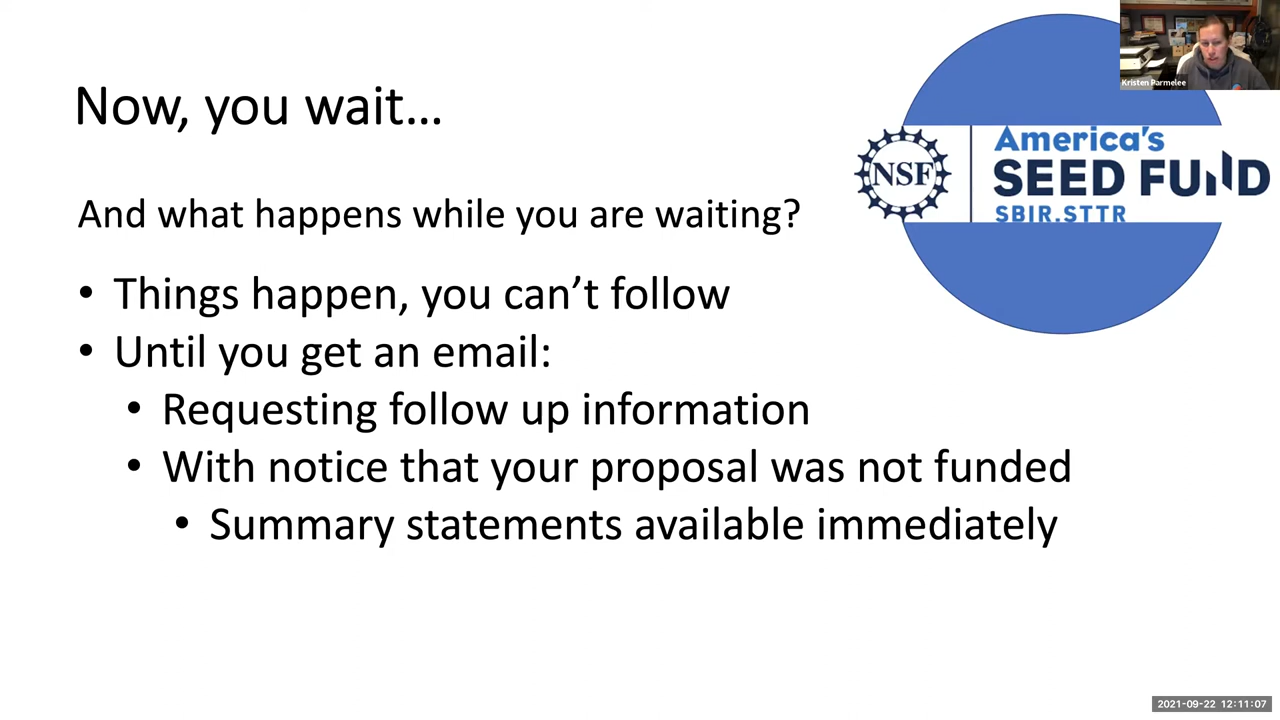 Now, you wait…
And what happens while you are waiting?
• Things happen, you can’t follow
• Until you get an email:
• Requesting follow up information
• With notice that your proposal was not funded
• Summary statements available immediately
NSF
America's
SEED FUND
SBIR.STTR
Kristen Parmelee
2021-09-22 12:11:07